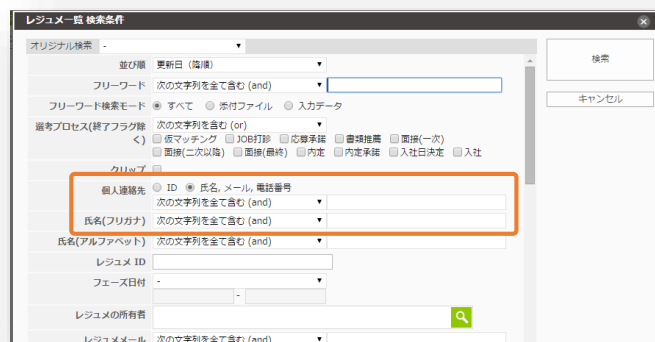 レジュメ一覧 検索条件
オリジナル検索 -
並び順 更新日（降順）
フリーワード 次の文字列を全て含む (and)
フリーワード検索モード すべて 添付ファイル 入力データ
選考プロセス(終了フラグ除く) 次の文字列を含む (or)
仮マッチング JOB打診 応募承諾 書類推薦 面接(一次)
面接(二次以降) 面接(最終) 内定 内定承諾 入社日決定 入社
クリップ
個人連絡先 ID 氏名, メール, 電話番号
次の文字列を全て含む (and)
氏名(フリガナ) 次の文字列を全て含む (and)
氏名(アルファベット) 次の文字列を全て含む (and)
レジュメ ID
フェーズ日付 -
-
レジュメの所有者
レジュメメール 次の文字列を全て含む (and)
検索
キャンセル